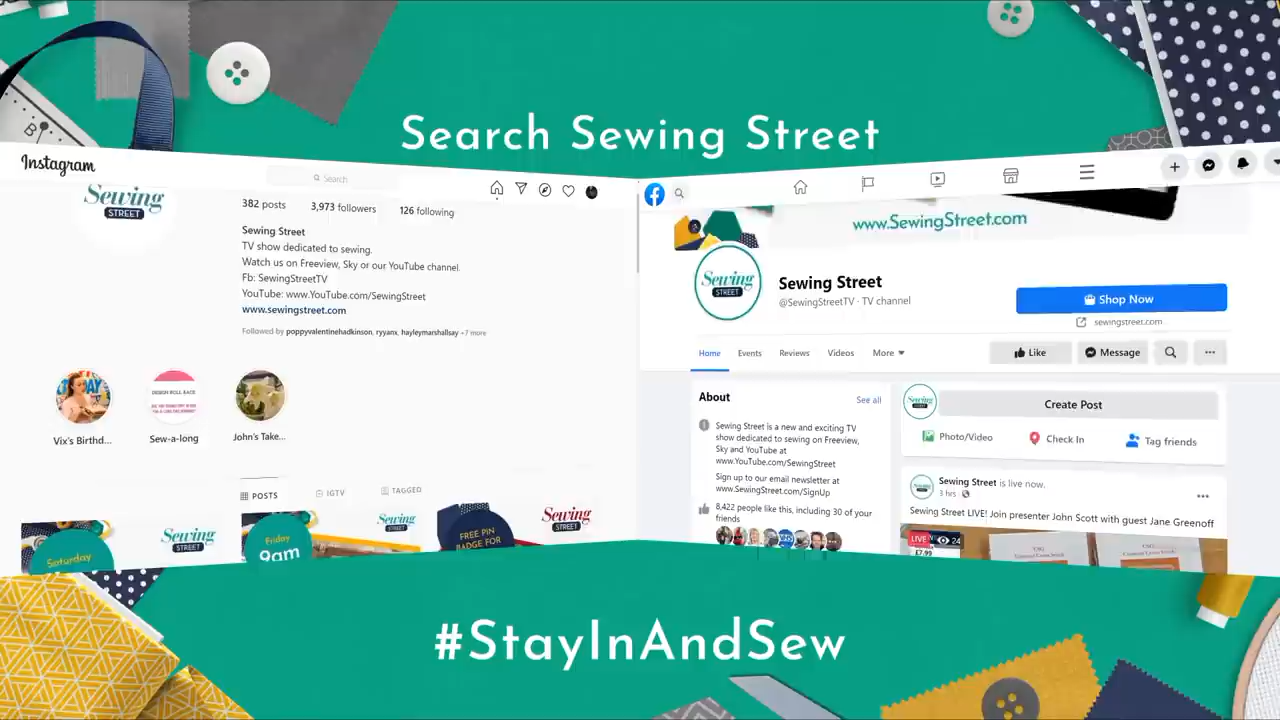 Search Sewing Street
Instagram
Search
Sewing
STREET
382 posts 3,973 followers 126 following
Sewing Street
TV show dedicated to sewing.
Watch us on Freeview, Sky or our YouTube channel.
Fb: SewingStreetTV
YouTube: www.YouTube.com/SewingStreet
www.sewingstreet.com
Followed by poppyvalentinehadkinson, ryyanx, hayleymarshallsay +7 more
Vix's Birthd...
Sew-a-long
John's Take...
POSTS IGTV TAGGED
Saturday
Sewing
STREET
Friday
9am
Sewing
STREET
FREE PIN
BADGE FOR
Sewing
STREET
www.SewingStreet.com
Sewing
STREET
Sewing Street
@SewingStreetTV · TV channel
Shop Now
sewingstreet.com
Home Events Reviews Videos More
Like Message
About See all
Sewing Street is a new and exciting TV
show dedicated to sewing on Freeview,
Sky and YouTube at
www.YouTube.com/SewingStreet
Sign up to our email newsletter at
www.SewingStreet.com/SignUp
8,422 people like this, including 30 of your
friends
Create Post
Photo/Video Check In Tag friends
Sewing Street is live now.
3 hrs
Sewing Street LIVE! Join presenter John Scott with guest Jane Greenoff
LIVE 24
£7.99
#StayInAndSew